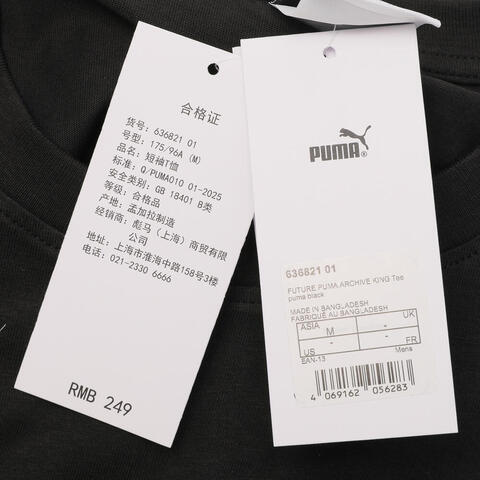 合格证
货号: 636821 01
号型: 175/96A (M)
品名: 短袖T恤
标准: Q/PUMA010 01-2025
安全类别: GB 18401 B类
等级: 合格品
产地: 孟加拉制造
经销商: 彪马（上海）商贸有限
公司
地址: 上海市淮海中路158号3楼
电话: 021-2330 6666
RMB 249
PUMA
636821 01
FUTURE.PUMA.ARCHIVE KING Tee
puma black
MADE IN BANGLADESH
FABRIQUÉ AU BANGLADESH
ASIA M - UK
US - - FR
EAN-13 Mens
4 069162 056283